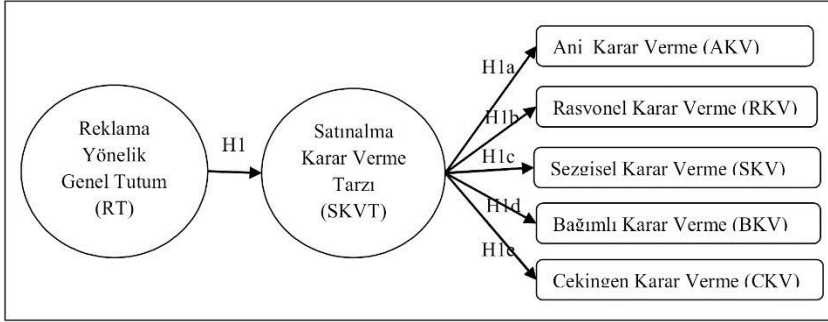 Reklama
Yönelik
Genel Tutum
(RT)
H1
Satınalma
Karar Verme
Tarzı
(SKVT)
H1a
H1b
H1c
H1d
H1e
Ani Karar Verme (AKV)
Rasyonel Karar Verme (RKV)
Sezgisel Karar Verme (SKV)
Bağımlı Karar Verme (BKV)
Çekingen Karar Verme (ÇKV)